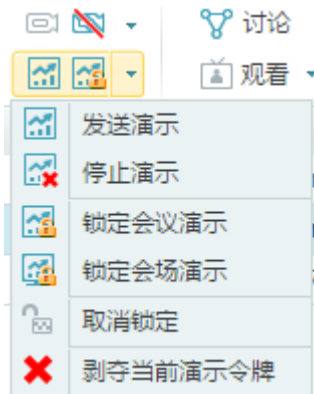 讨论
观看
发送演示
停止演示
锁定会议演示
锁定会场演示
取消锁定
剥夺当前演示令牌